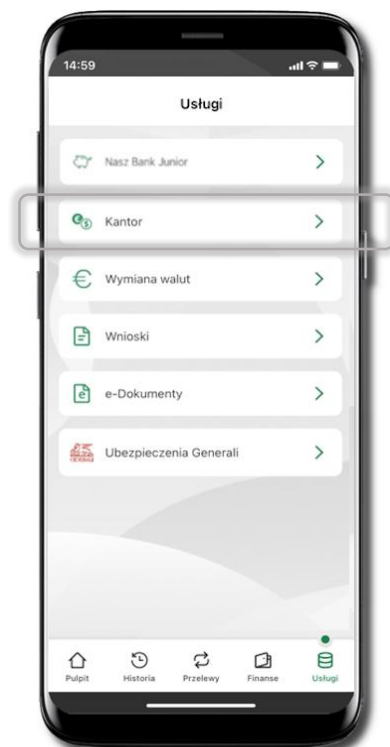 14:59
Usługi
Nasz Bank Junior
Kantor
Wymiana walut
Wnioski
e-Dokumenty
Ubezpieczenia Generali
Pulpit
Historia
Przelewy
Finanse
Usługi